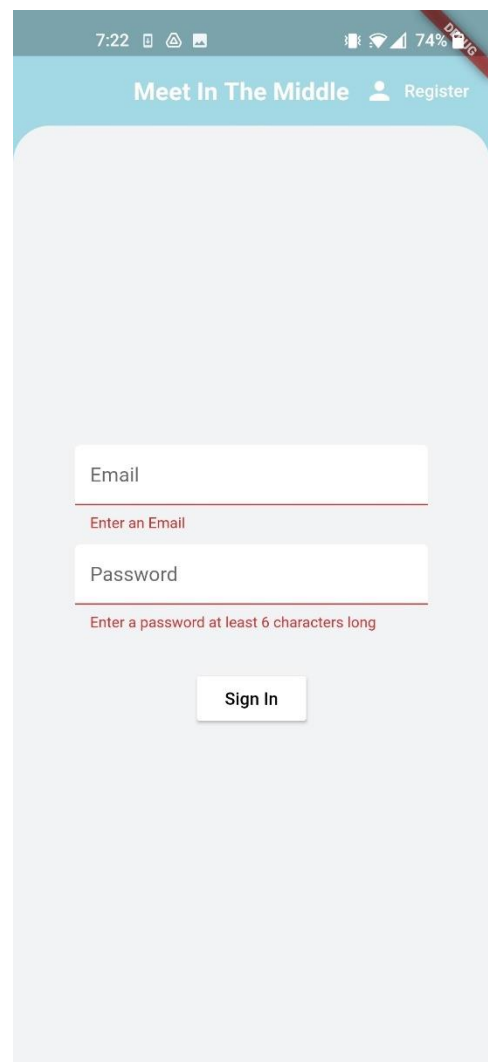 7:22 74%
DEBUG
Meet In The Middle Register
Email
Enter an Email
Password
Enter a password at least 6 characters long
Sign In